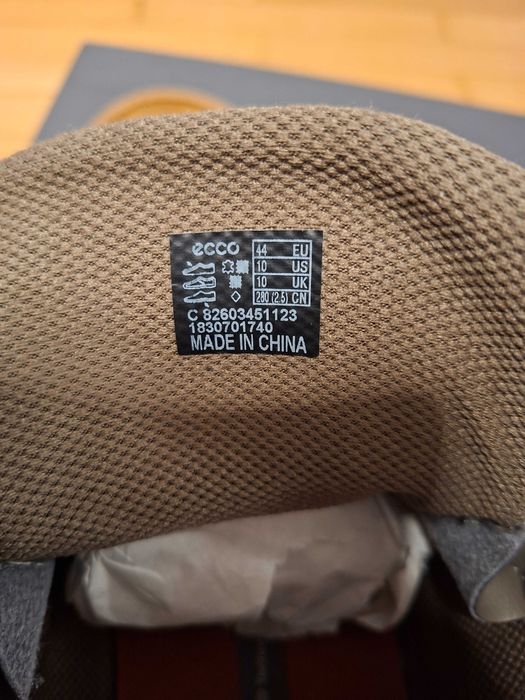 ecco
44 EU
10 US
10 UK
280 (2.5) CN
C 82603451123
1830701740
MADE IN CHINA